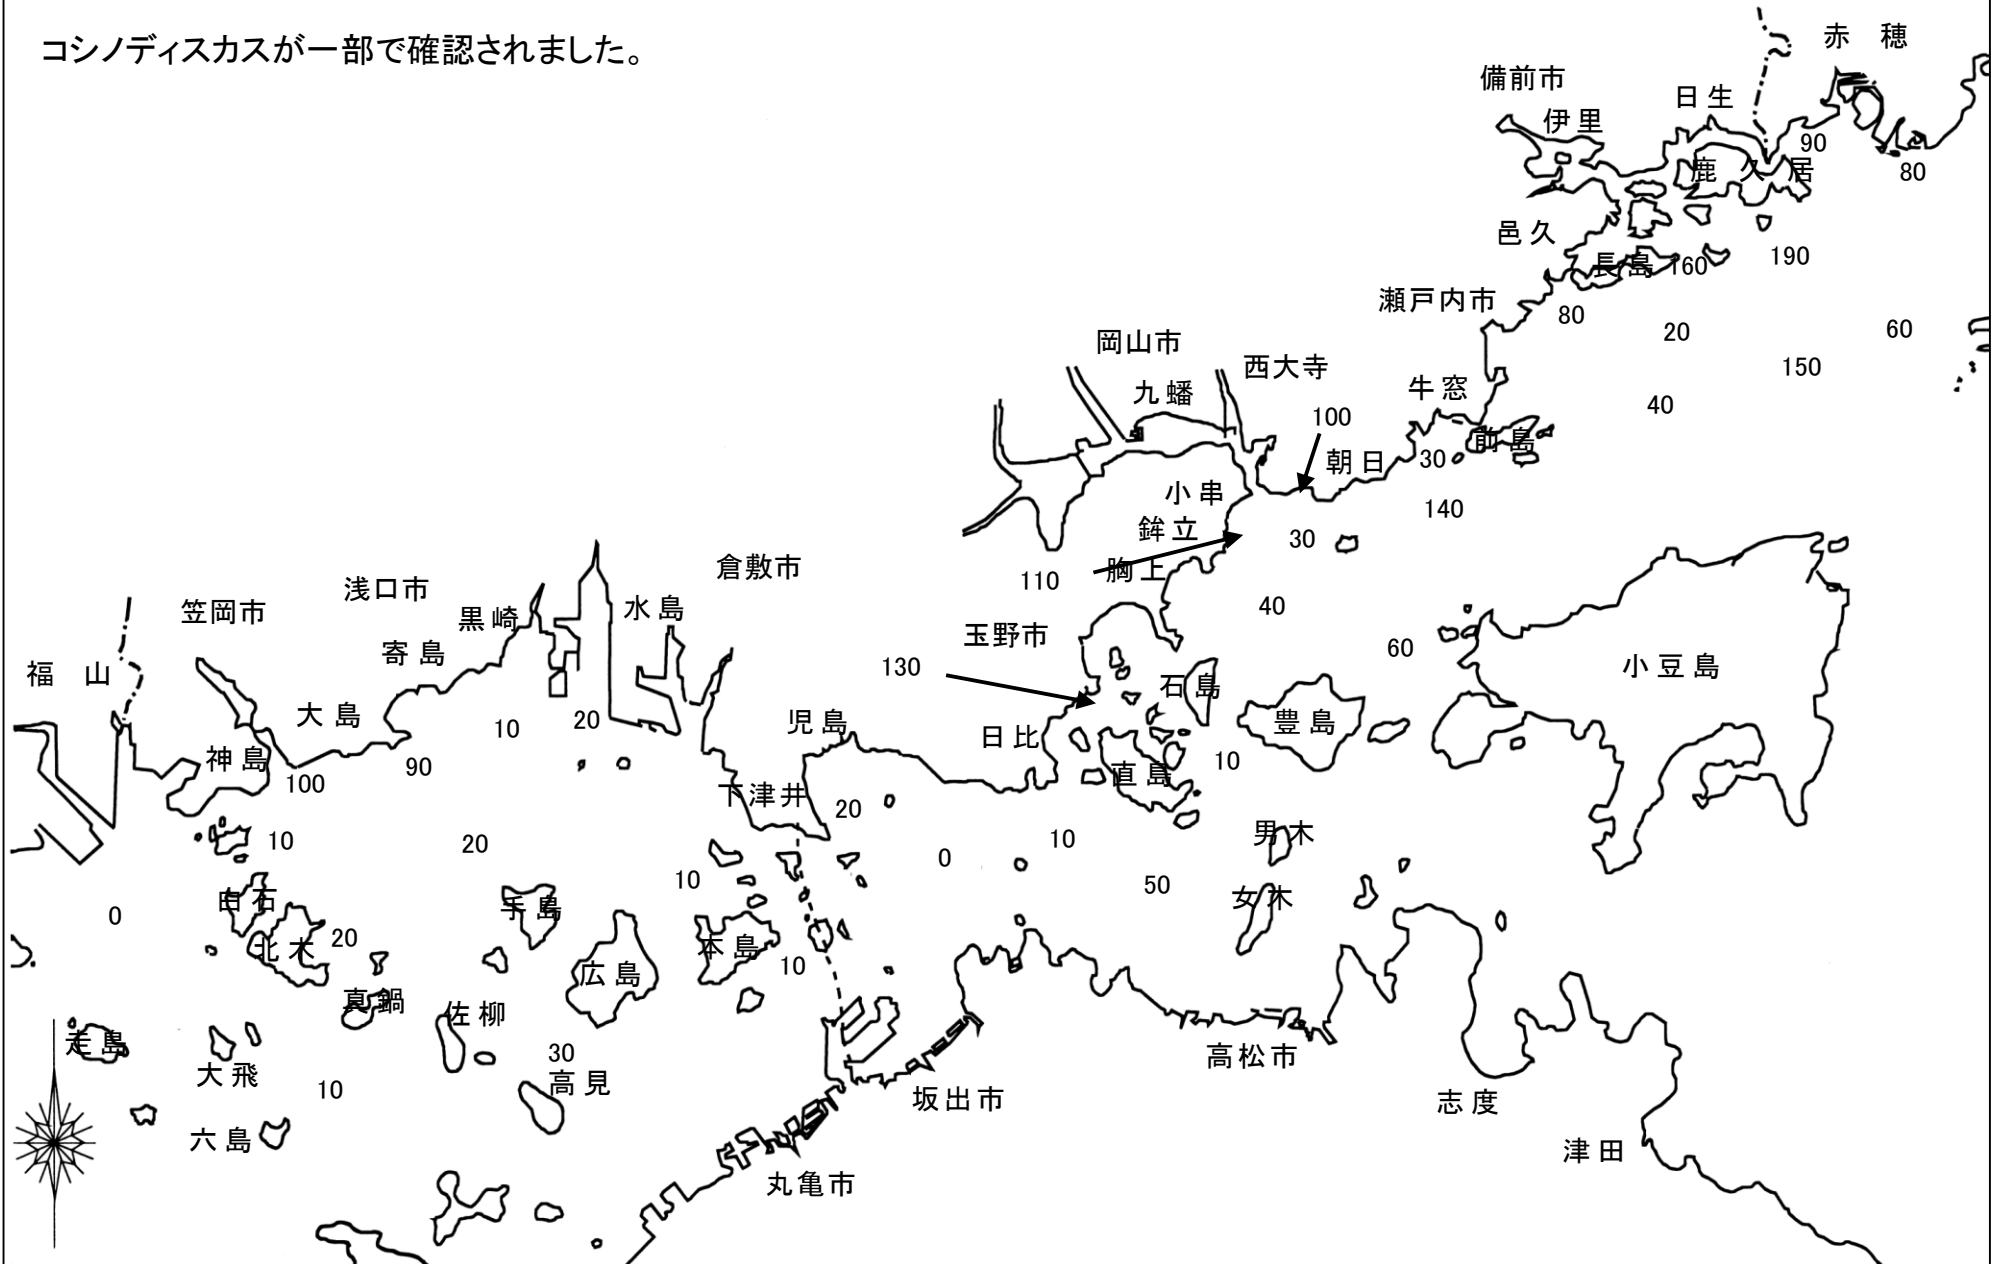 コシノディスカスが一部で確認されました。
赤 穂
備前市
日生
伊里
90
鹿 久 居
80
邑久
190
長島
160
瀬戸内市
80
20
60
岡山市
西大寺
150
牛窓
九蟠
40
100
前島
30
朝日
小串
140
鉾立
30
倉敷市
胸上
110
浅口市
40
笠岡市
水島
黒崎
玉野市
寄島
60
福 山
130
小豆島
石島
大島
20
児島
豊島
10
日比
神島
90
10
直島
100
下津井
20
男木
10
10
20
0
10
50
白石
女木
手島
0
20
本島
北木
10
広島
真鍋
佐柳
走島
30
高松市
大飛
高見
10
坂出市
志度
六島
津田
丸亀市